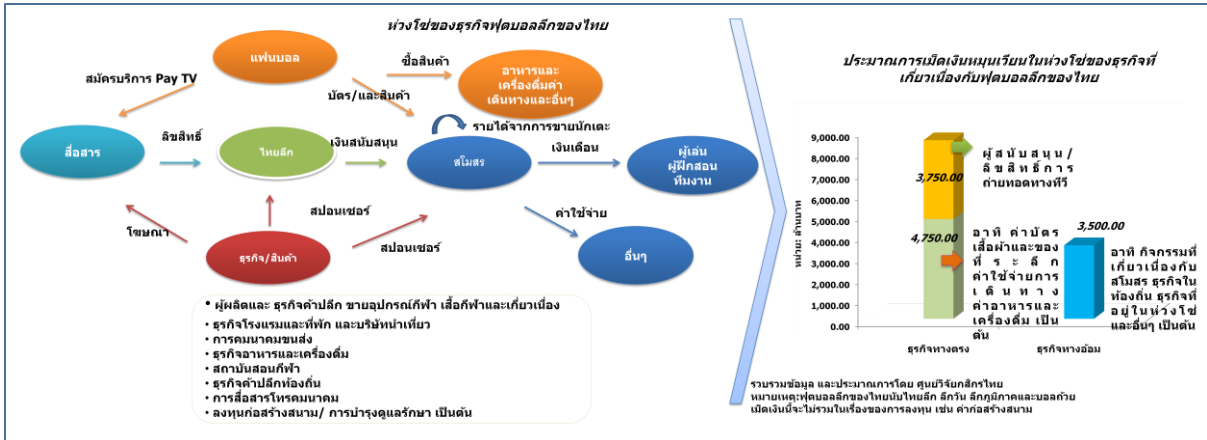 ห่วงโซ่ของธุรกิจฟุตบอลลีกของไทย
แฟนบอล
ซื้อสินค้า
อาหารและ
เครื่องดื่มค่า
เดินทางและอื่นๆ
สมัครบริการ Pay TV
บัตร/และสินค้า
รายได้จากการขายนักเตะ
ลิขสิทธิ์
เงินสนับสนุน
เงินเดือน
สื่อสาร
ไทยลีก
สโมสร
ผู้เล่น
ผู้ฝึกสอน
ทีมงาน
สปอนเซอร์
โฆษณา
สปอนเซอร์
ค่าใช้จ่าย
ธุรกิจ/สินค้า
อื่นๆ
• ผู้ผลิตและ ธุรกิจค้าปลีก ขายอุปกรณ์กีฬา เสื้อกีฬาและเกี่ยวเนื่อง
• ธุรกิจโรงแรมและที่พัก และบริษัทนำเที่ยว
• การคมนาคมขนส่ง
• ธุรกิจอาหารและเครื่องดื่ม
• สถาบันสอนกีฬา
• ธุรกิจค้าปลีกท้องถิ่น
• การสื่อสารโทรคมนาคม
• ลงทุนก่อสร้างสนาม/ การบำรุงดูแลรักษา เป็นต้น
ประมาณการเม็ดเงินหมุนเวียนในห่วงโซ่ของธุรกิจที่
เกี่ยวเนื่องกับฟุตบอลลีกของไทย
หน่วย: ล้านบาท
9,000.00
8,000.00
7,000.00
6,000.00
5,000.00
4,000.00
3,000.00
2,000.00
1,000.00
0.00
3,750.00
4,750.00
3,500.00
ผู้สนับสนุน/
ลิขสิทธิ์การ
ถ่ายทอดทางทีวี
อาทิ ค่าบัตร
เสื้อผ้าและของ
ที่ระลึก
ค่าใช้จ่ายการ
เดินทาง
ค่าอาหารและ
เครื่องดื่ม เป็น
ต้น
อาทิ กิจกรรมที่
เกี่ยวเนื่องกับ
สโมสร ธุรกิจใน
ท้องถิ่น ธุรกิจที่
อยู่ในห่วงโซ่
และอื่นๆ เป็นต้น
ธุรกิจทางตรง
ธุรกิจทางอ้อม
รวบรวมข้อมูล และประมาณการโดย ศูนย์วิจัยกสิกรไทย
หมายเหตุ:ฟุตบอลลีกของไทยนับไทยลีก ลีกวัน ลีกภูมิภาคและบอลถ้วย
เม็ดเงินนี้จะไม่รวมในเรื่องของการลงทุน เช่น ค่าก่อสร้างสนาม